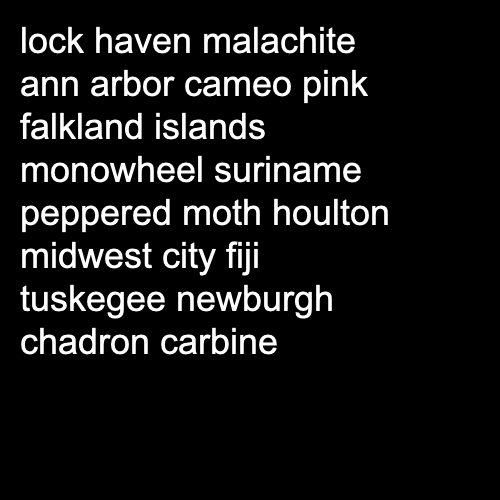 lock haven malachite
ann arbor cameo pink
falkland islands
monowheel suriname
peppered moth houlton
midwest city fiji
tuskegee newburgh
chadron carbine